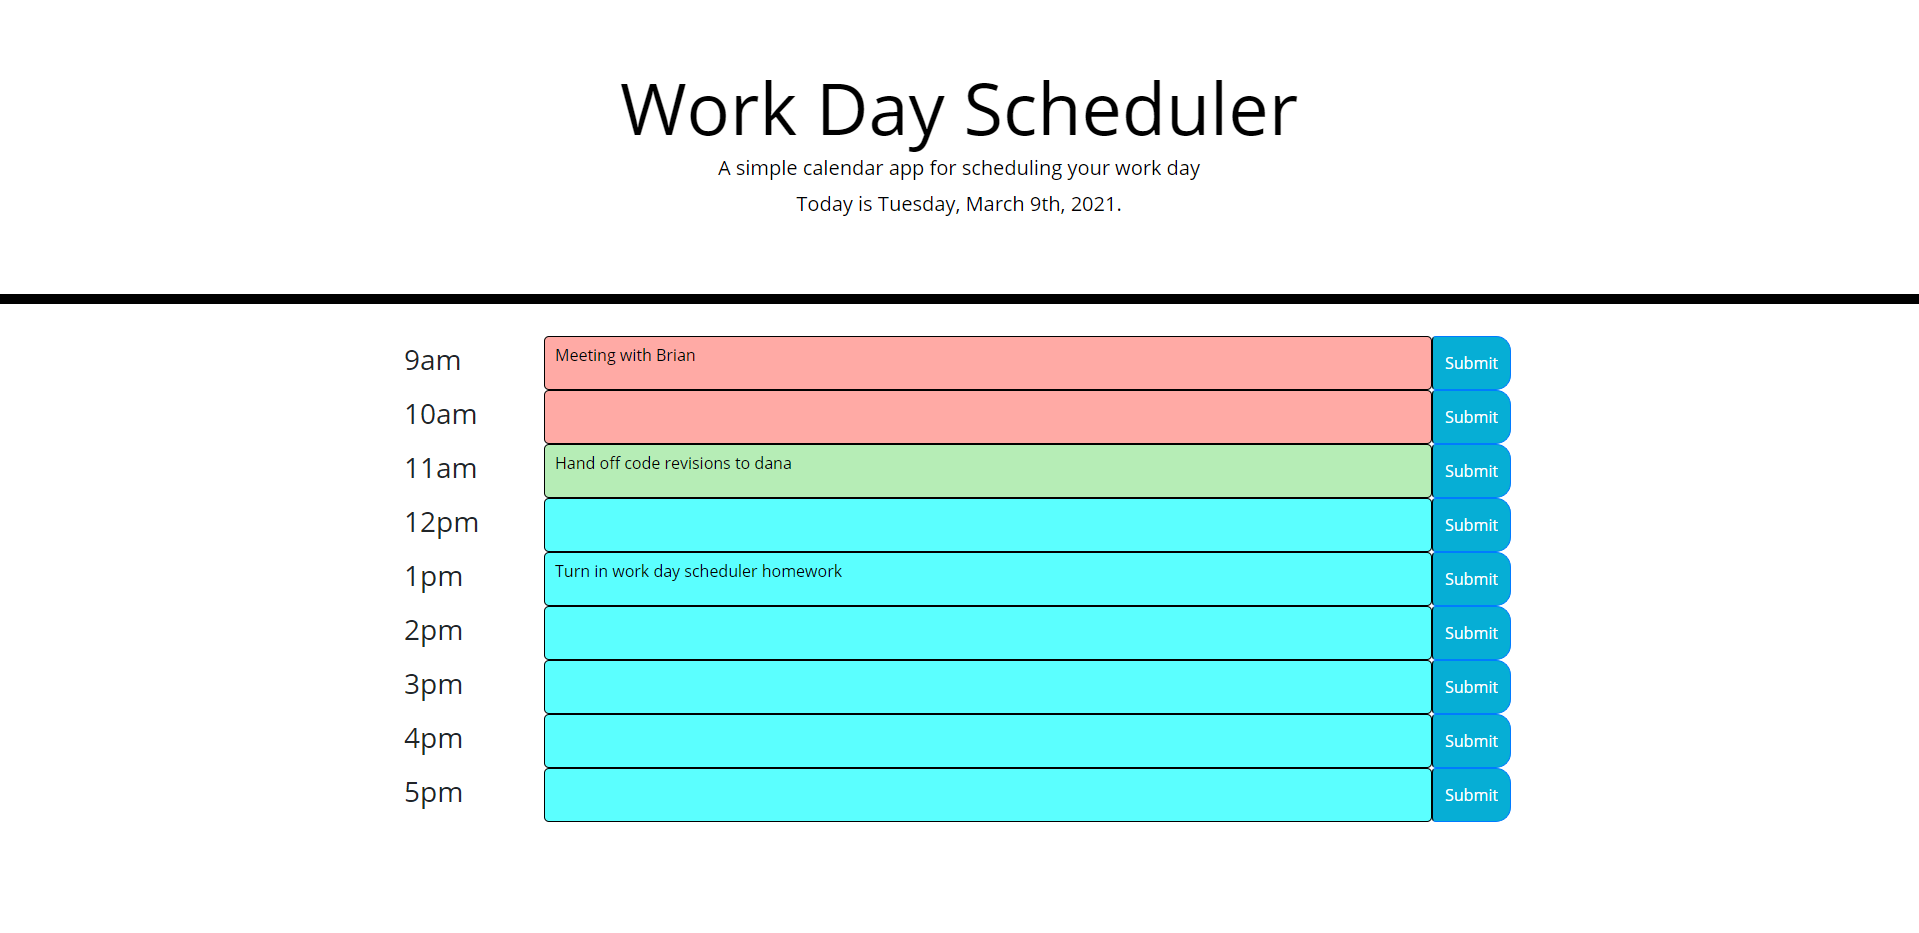 Work Day Scheduler
A simple calendar app for scheduling your work day
Today is Tuesday, March 9th, 2021.
9am Meeting with Brian Submit
10am Submit
11am Hand off code revisions to dana Submit
12pm Submit
1pm Turn in work day scheduler homework Submit
2pm Submit
3pm Submit
4pm Submit
5pm Submit